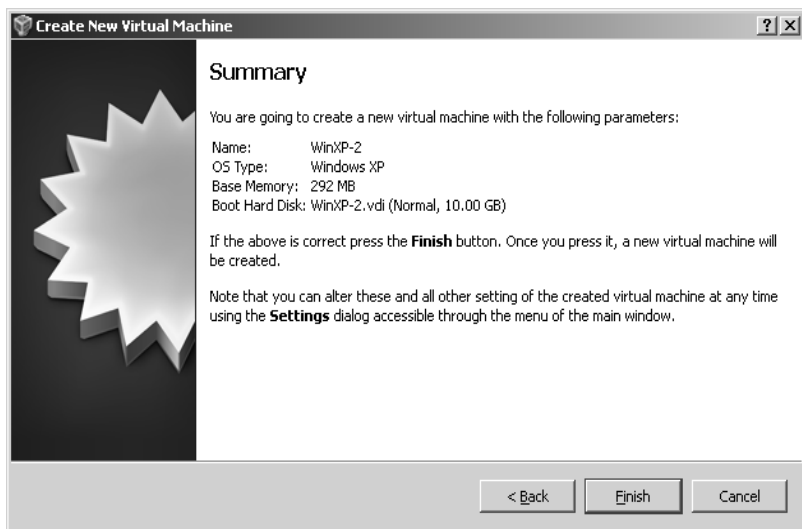 Create New Virtual Machine
Summary
You are going to create a new virtual machine with the following parameters:
Name: WinXP-2
OS Type: Windows XP
Base Memory: 292 MB
Boot Hard Disk: WinXP-2.vdi (Normal, 10.00 GB)
If the above is correct press the Finish button. Once you press it, a new virtual machine will
be created.
Note that you can alter these and all other setting of the created virtual machine at any time
using the Settings dialog accessible through the menu of the main window.
< Back
Finish
Cancel